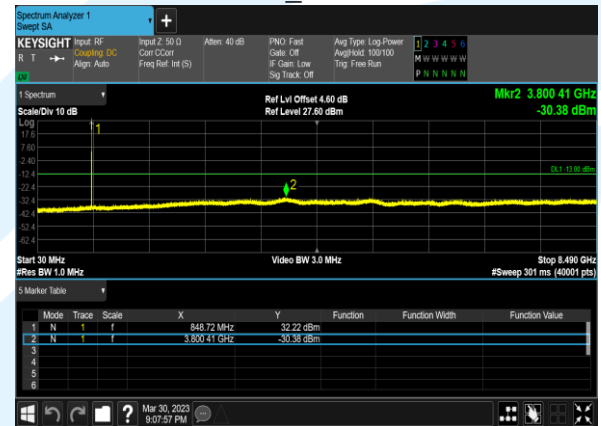 Spectrum Analyzer 1
Swept SA
+
KEYSIGHT Input: RF Input Z: 50 Ω Atten: 40 dB PNO: Fast Avg Type: Log-Power 1 2 3 4 5 6
R T Coupling: DC Corr CCorr Gate: Off Avg|Hold: 100/100 M W W W W W
Align: Auto Freq Ref: Int (S) IF Gain: Low Trig: Free Run P N N N N N
Sig Track: Off
1 Spectrum
Ref Lvl Offset 4.60 dB Mkr2 3.800 41 GHz
Scale/Div 10 dB Ref Level 27.60 dBm -30.38 dBm
Log
17.6
7.60
-2.40
-12.4
-22.4
-32.4
-42.4
-52.4
-62.4
1
2
DL1 -13.00 dBm
Start 30 MHz Video BW 3.0 MHz Stop 8.490 GHz
#Res BW 1.0 MHz #Sweep 301 ms (40001 pts)
5 Marker Table
Mode Trace Scale X Y Function Function Width Function Value
1 N 1 f 848.72 MHz 32.22 dBm
2 N 1 f 3.800 41 GHz -30.38 dBm
3
4
5
6
? Mar 30, 2023
9:07:57 PM